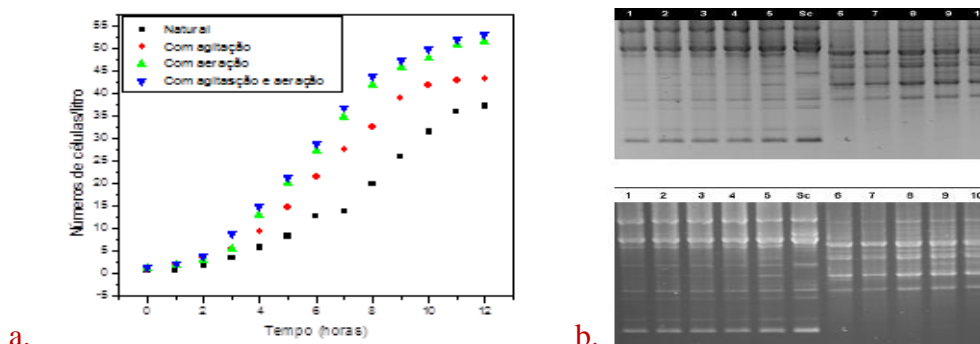 55
50
45
40
35
30
25
20
15
10
5
0
-5
Números de células/litro
Natural
Com agitação
Com aeração
Com agitasção e aeração
0 2 4 6 8 10 12
Tempo (horas)
a.
1 2 3 4 5 Sc 6 7 8 9 1
1 2 3 4 5 Sc 6 7 8 9 10
b.